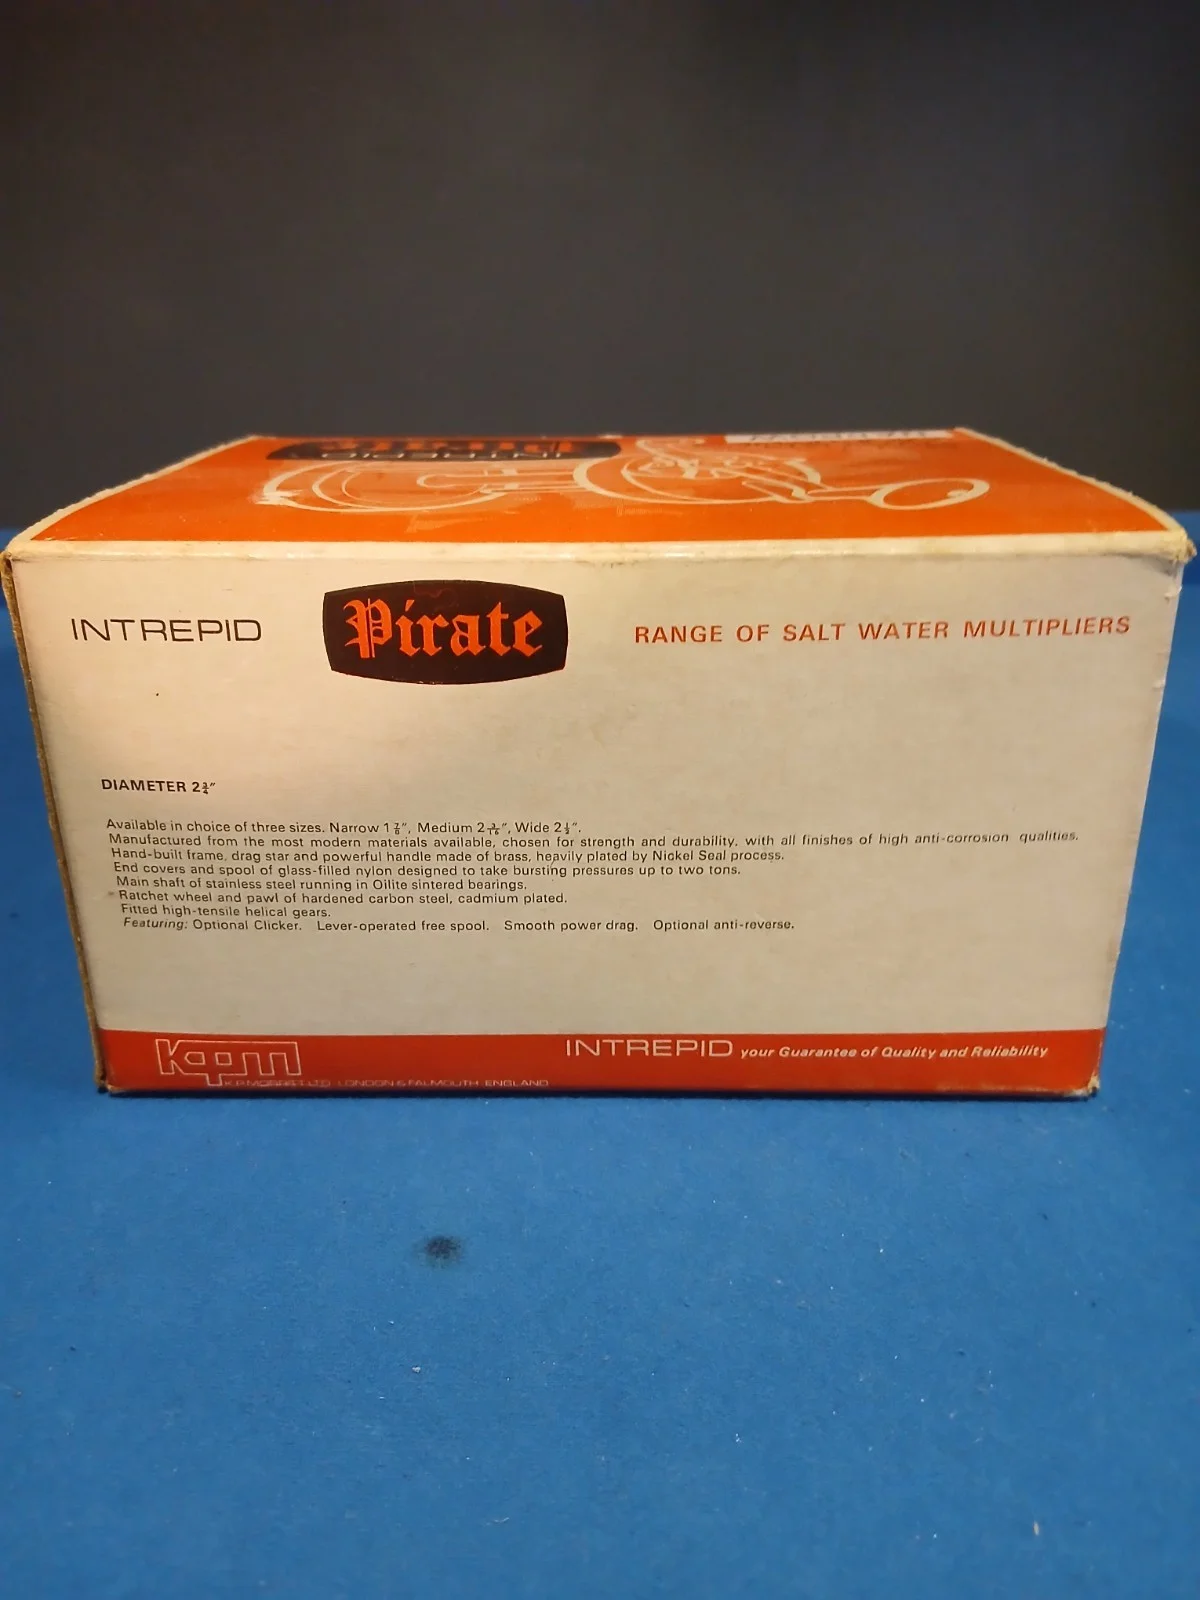 INTREPID
Pirate
INTREPID Pirate RANGE OF SALT WATER MULTIPLIERS
DIAMETER 2¾"
Available in choice of three sizes. Narrow 1⅞", Medium 2 3/16", Wide 2½".
Manufactured from the most modern materials available, chosen for strength and durability, with all finishes of high anti-corrosion qualities.
Hand-built frame, drag star and powerful handle made of brass, heavily plated by Nickel Seal process.
End covers and spool of glass-filled nylon designed to take bursting pressures up to two tons.
Main shaft of stainless steel running in Oilite sintered bearings.
Ratchet wheel and pawl of hardened carbon steel, cadmium plated.
Fitted high-tensile helical gears.
Featuring: Optional Clicker. Lever-operated free spool. Smooth power drag. Optional anti-reverse.
kpm INTREPID your Guarantee of Quality and Reliability
K.P.MORRITT LTD LONDON & FALMOUTH ENGLAND